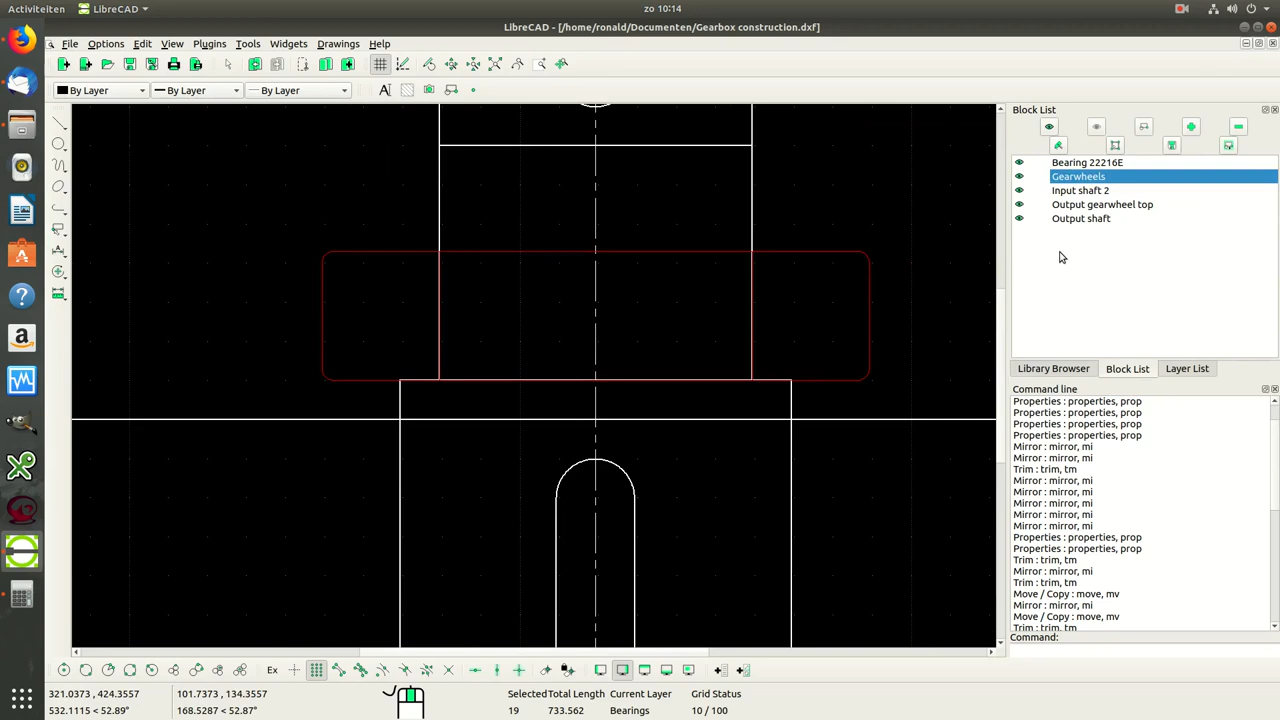 Activiteiten LibreCAD zo 10:14
LibreCAD - [/home/ronald/Documenten/Gearbox construction.dxf]
File Options Edit View Plugins Tools Widgets Drawings Help
By Layer By Layer By Layer
Block List
Bearing 22216E
Gearwheels
Input shaft 2
Output gearwheel top
Output shaft
Library Browser Block List Layer List
Command line
Properties : properties, prop
Properties : properties, prop
Properties : properties, prop
Properties : properties, prop
Mirror : mirror, mi
Mirror : mirror, mi
Trim : trim, tm
Mirror : mirror, mi
Mirror : mirror, mi
Mirror : mirror, mi
Mirror : mirror, mi
Mirror : mirror, mi
Properties : properties, prop
Properties : properties, prop
Trim : trim, tm
Mirror : mirror, mi
Trim : trim, tm
Move / Copy : move, mv
Mirror : mirror, mi
Move / Copy : move, mv
Trim : trim, tm
Command:
Ex
321.0373 , 424.3557 101.7373 , 134.3557 Selected Total Length Current Layer Grid Status
532.1115 < 52.89° 168.5287 < 52.87° 19 733.562 Bearings 10 / 100